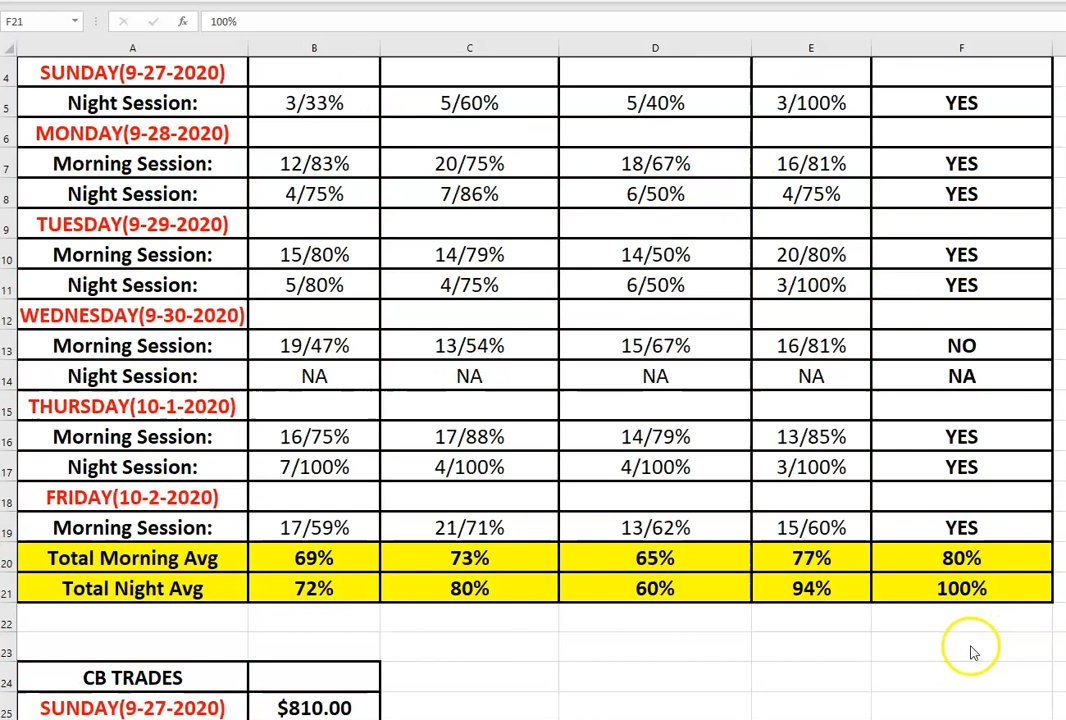 F21 fx 100%
A B C D E F
4 SUNDAY(9-27-2020)
5 Night Session: 3/33% 5/60% 5/40% 3/100% YES
6 MONDAY(9-28-2020)
7 Morning Session: 12/83% 20/75% 18/67% 16/81% YES
8 Night Session: 4/75% 7/86% 6/50% 4/75% YES
9 TUESDAY(9-29-2020)
10 Morning Session: 15/80% 14/79% 14/50% 20/80% YES
11 Night Session: 5/80% 4/75% 6/50% 3/100% YES
12 WEDNESDAY(9-30-2020)
13 Morning Session: 19/47% 13/54% 15/67% 16/81% NO
14 Night Session: NA NA NA NA NA
15 THURSDAY(10-1-2020)
16 Morning Session: 16/75% 17/88% 14/79% 13/85% YES
17 Night Session: 7/100% 4/100% 4/100% 3/100% YES
18 FRIDAY(10-2-2020)
19 Morning Session: 17/59% 21/71% 13/62% 15/60% YES
20 Total Morning Avg 69% 73% 65% 77% 80%
21 Total Night Avg 72% 80% 60% 94% 100%
22
23
24 CB TRADES
25 SUNDAY(9-27-2020) $810.00